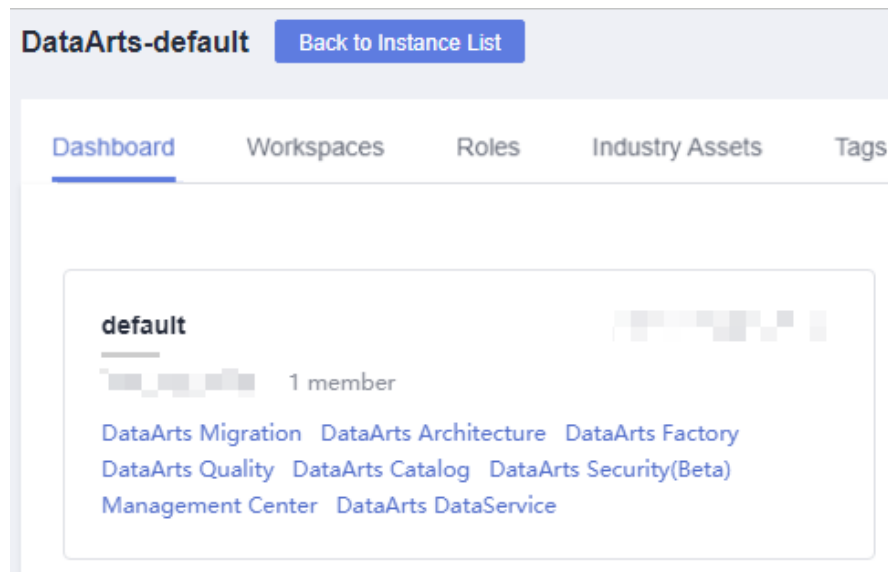 DataArts-default Back to Instance List
Dashboard Workspaces Roles Industry Assets Tags
default
1 member
DataArts Migration DataArts Architecture DataArts Factory
DataArts Quality DataArts Catalog DataArts Security(Beta)
Management Center DataArts DataService